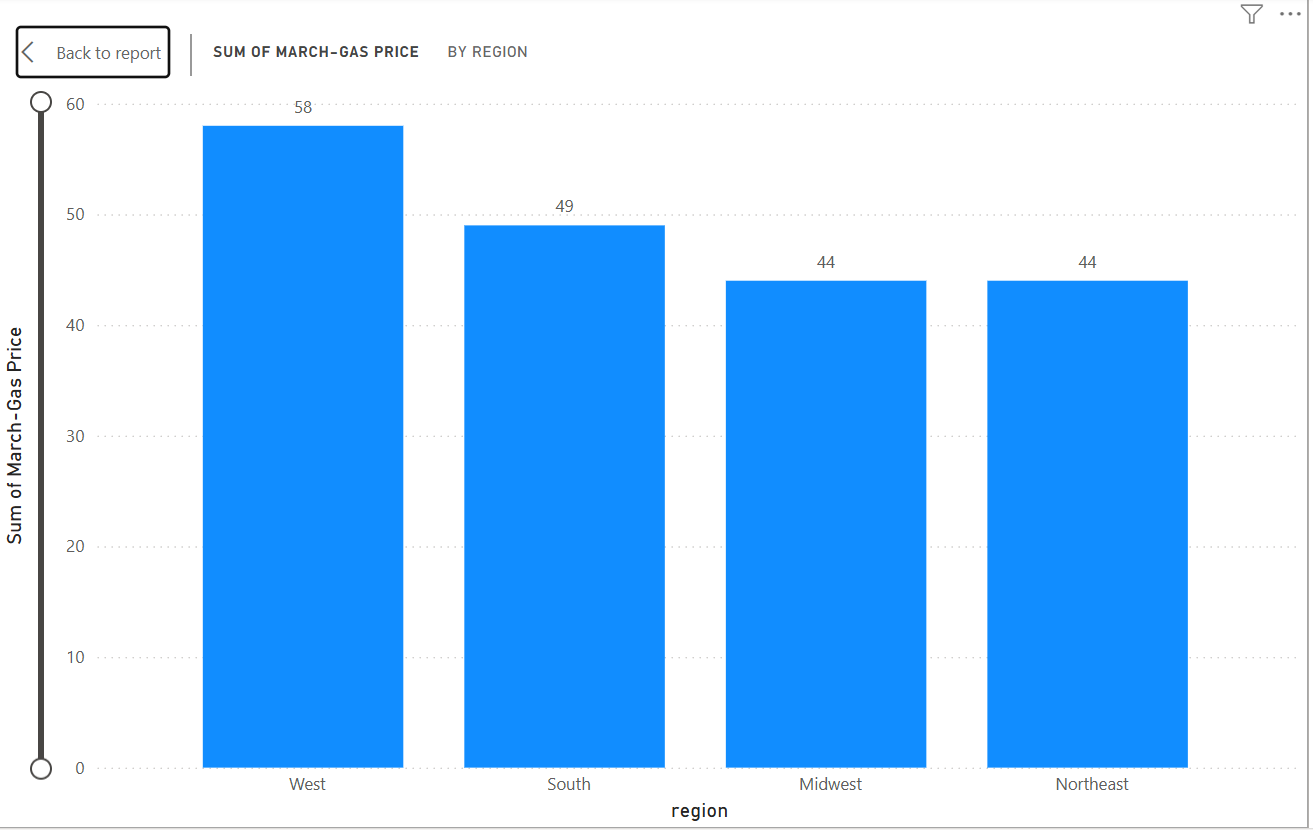 Back to report
SUM OF MARCH-GAS PRICE BY REGION
60
50
40
30
20
10
0
Sum of March-Gas Price
58
49
44
44
West South Midwest Northeast
region